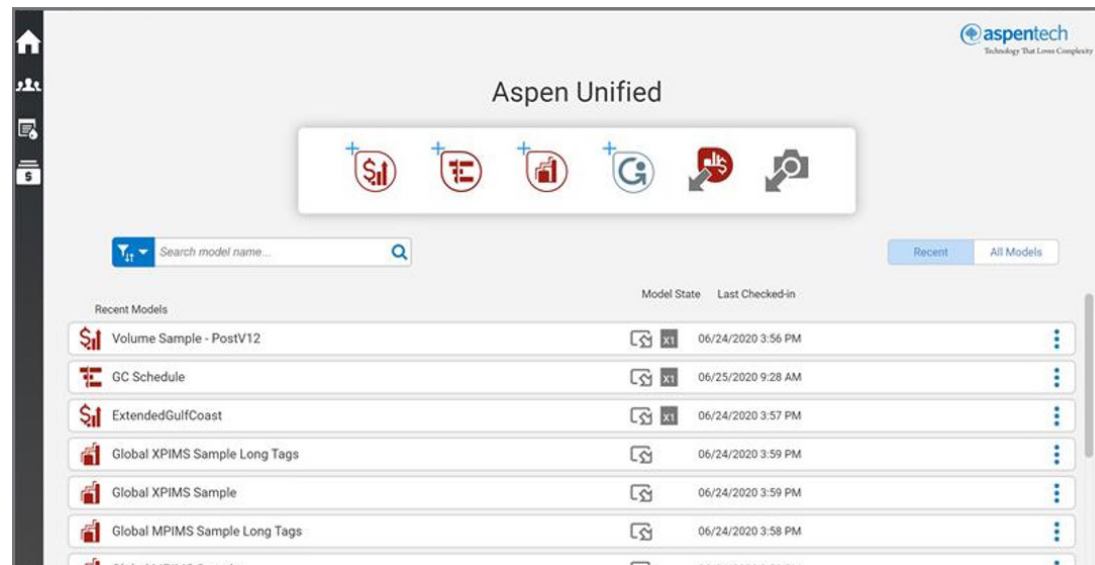 aspentech
Technology That Loves Complexity
Aspen Unified
Search model name...
Recent
All Models
Model State
Last Checked-in
Recent Models
Volume Sample - PostV12
X1
06/24/2020 3:56 PM
GC Schedule
X1
06/25/2020 9:28 AM
ExtendedGulfCoast
X1
06/24/2020 3:57 PM
Global XPIMS Sample Long Tags
06/24/2020 3:59 PM
Global XPIMS Sample
06/24/2020 3:59 PM
Global MPIMS Sample Long Tags
06/24/2020 3:58 PM